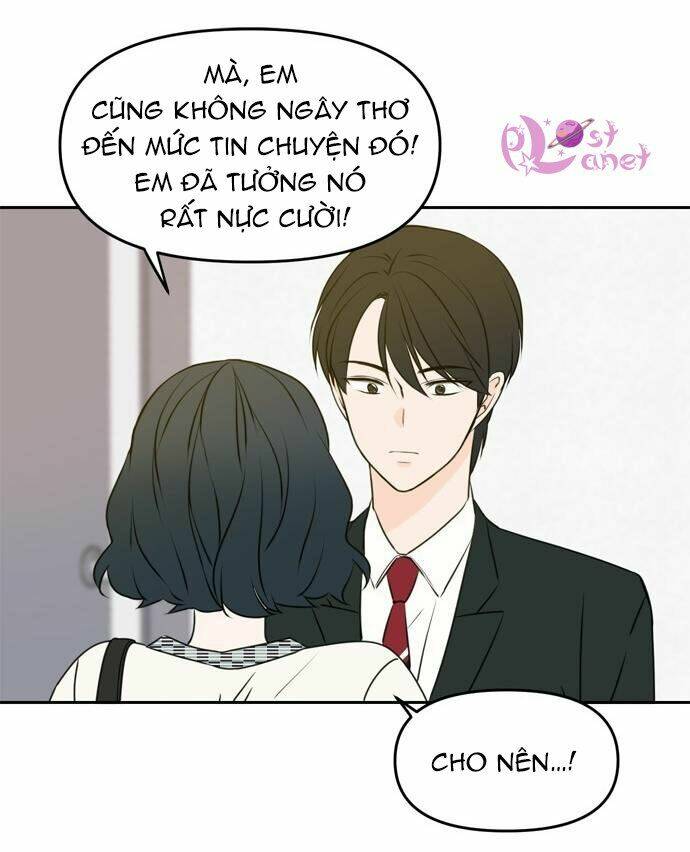 MÀ, EM
CŨNG KHÔNG NGÂY THƠ
ĐẾN MỨC TIN CHUYỆN ĐÓ!
EM ĐÃ TƯỞNG NÓ
RẤT NỰC CƯỜI!
Lost
Planet
CHO NÊN...!